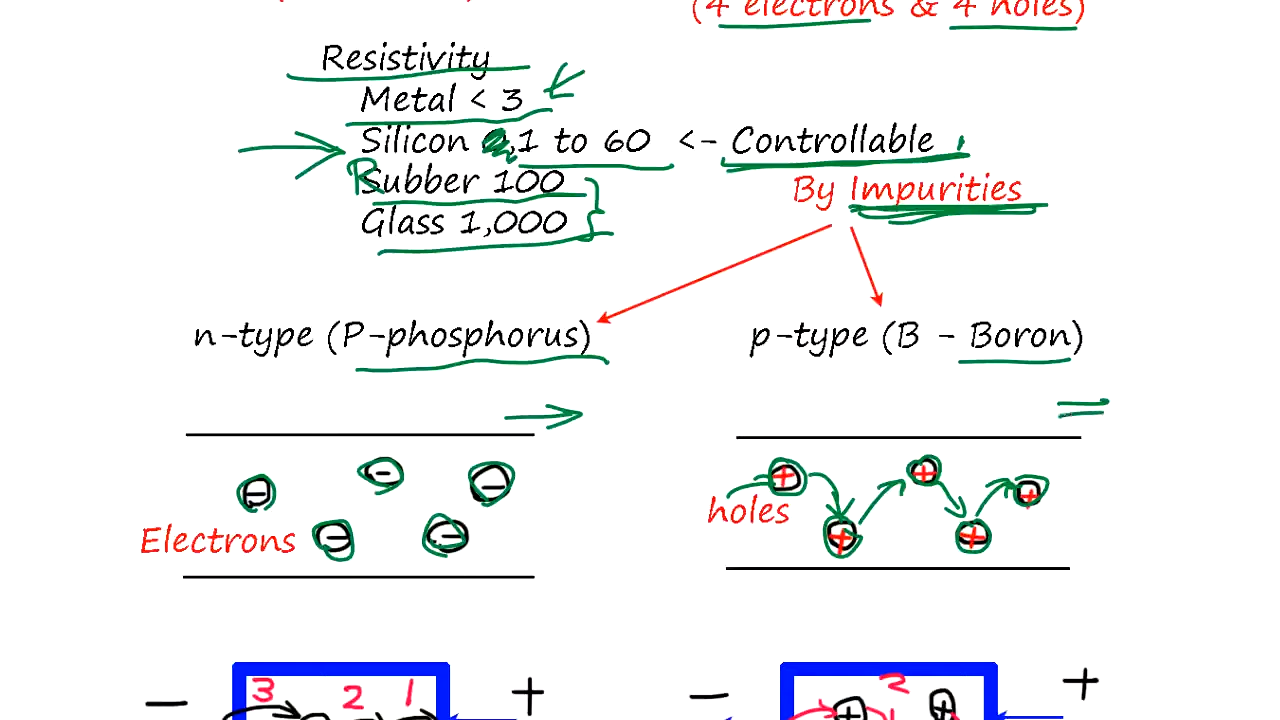 (4 electrons & 4 holes)
Resistivity
Metal < 3
Silicon ,1 to 60 <- Controllable
Rubber 100
By Impurities
Glass 1,000
n-type (P-phosphorus)
p-type (B - Boron)
Electrons
holes
- 3 2 1 +
- 2 +